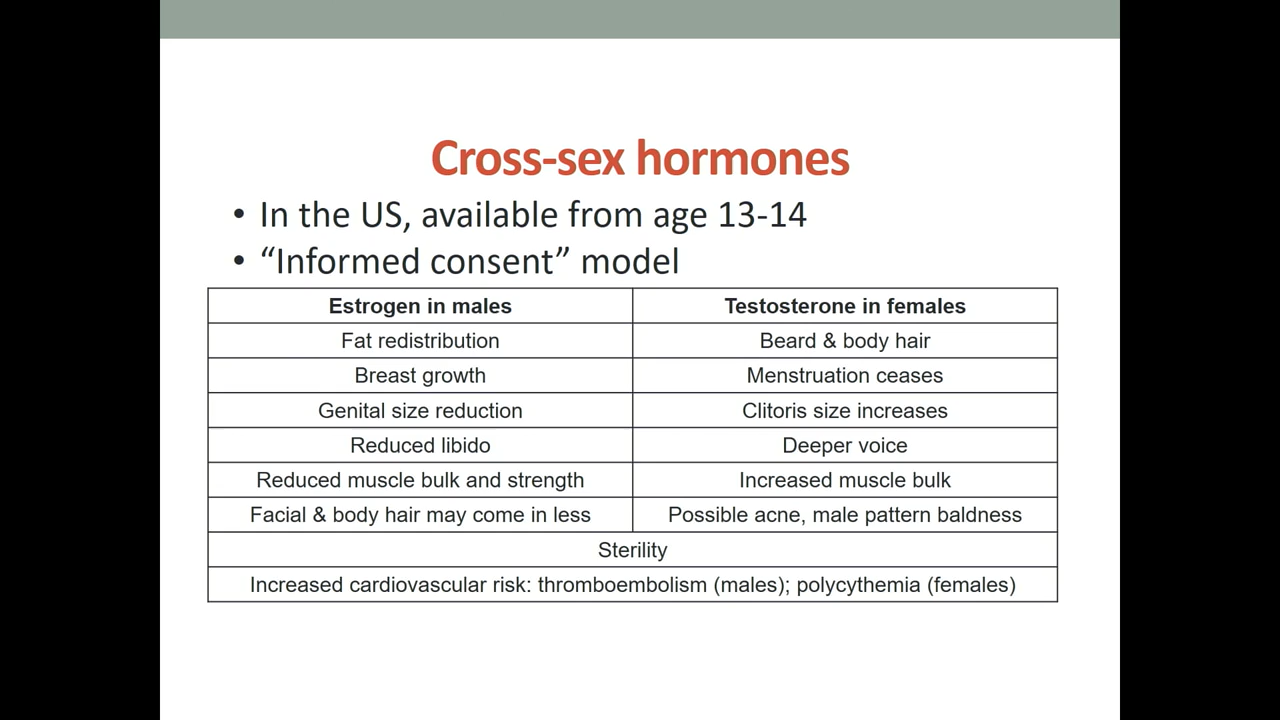 Cross-sex hormones
• In the US, available from age 13-14
• “Informed consent” model
Estrogen in males Testosterone in females
Fat redistribution Beard & body hair
Breast growth Menstruation ceases
Genital size reduction Clitoris size increases
Reduced libido Deeper voice
Reduced muscle bulk and strength Increased muscle bulk
Facial & body hair may come in less Possible acne, male pattern baldness
Sterility
Increased cardiovascular risk: thromboembolism (males); polycythemia (females)